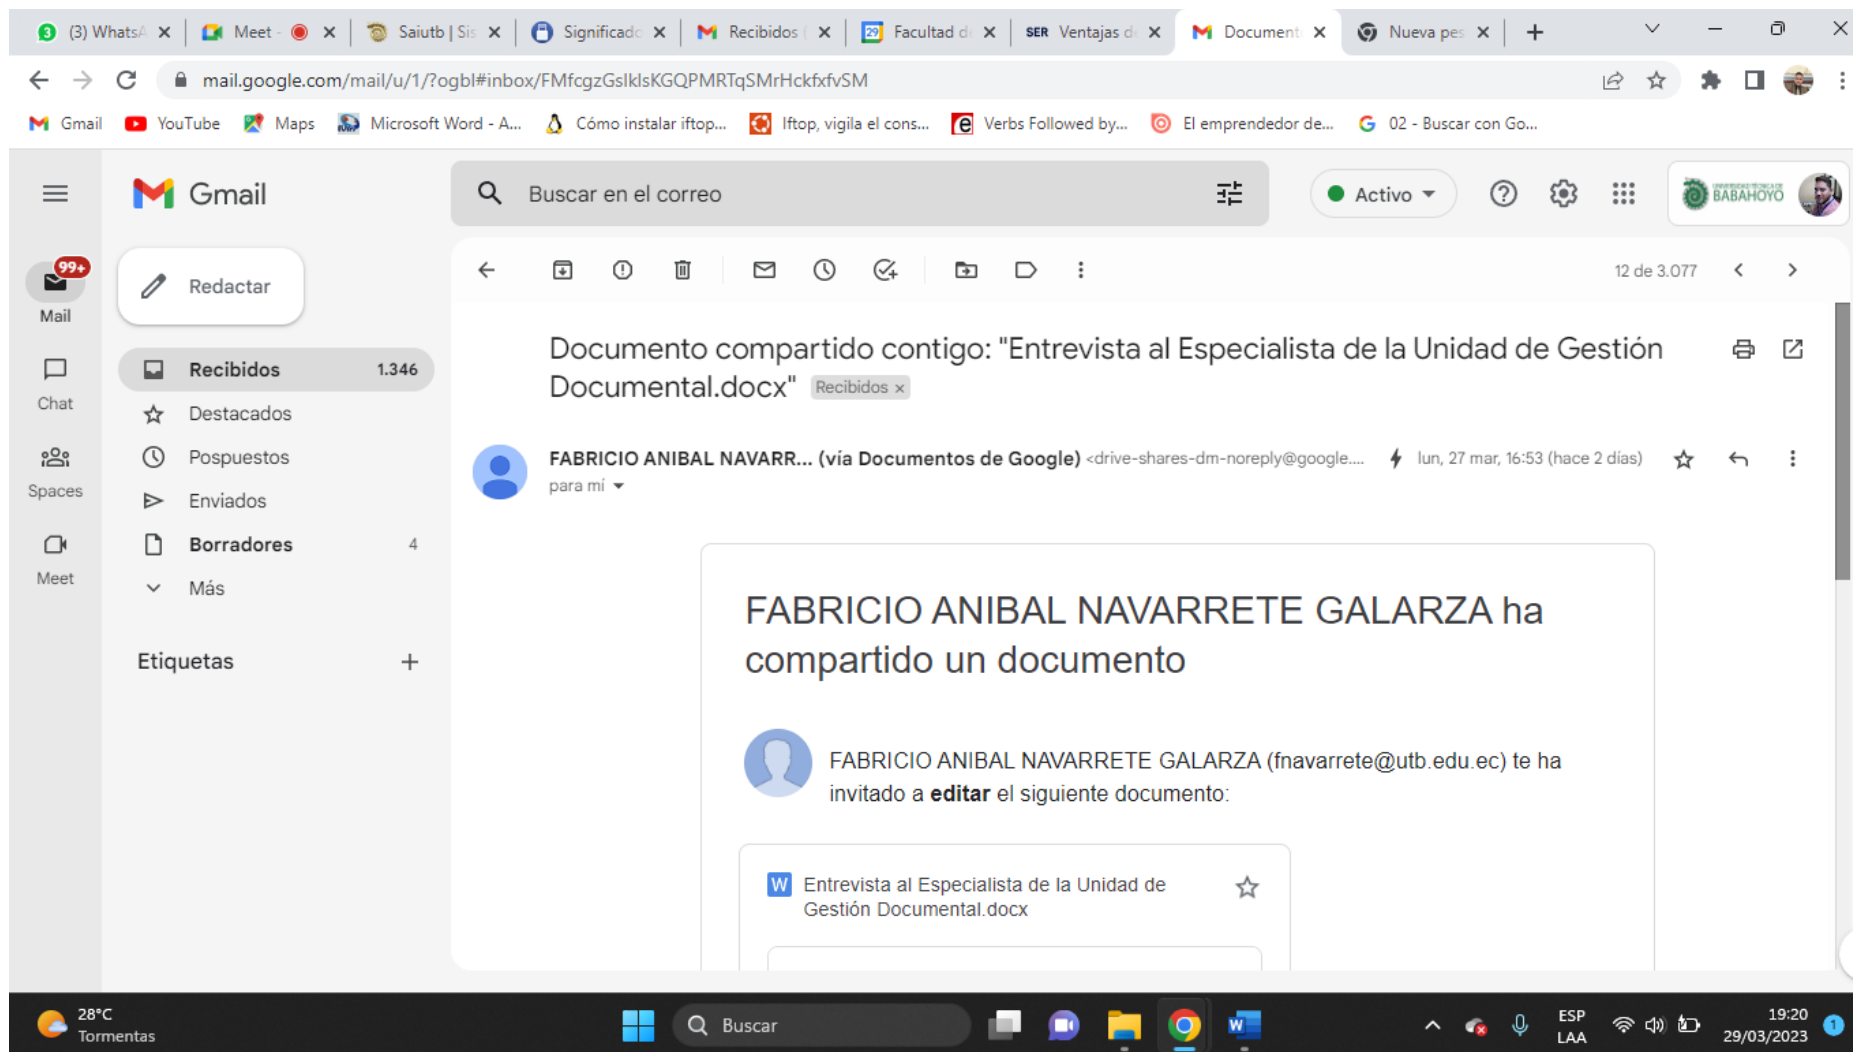 3 (3) WhatsA
Meet -
Saiutb | Sis
Significado
Recibidos (
29 Facultad d
SER Ventajas d
Document
Nueva pes
mail.google.com/mail/u/1/?ogbl#inbox/FMfcgzGslklsKGQPMRTqSMrHckfxfvSM
Gmail
YouTube
Maps
Microsoft Word - A...
Cómo instalar iftop...
Iftop, vigila el cons...
Verbs Followed by...
El emprendedor de...
02 - Buscar con Go...
Gmail
Buscar en el correo
Activo
BABAHOYO
99+
Mail
Chat
Spaces
Meet
Redactar
Recibidos 1.346
Destacados
Pospuestos
Enviados
Borradores 4
Más
Etiquetas
12 de 3.077
Documento compartido contigo: "Entrevista al Especialista de la Unidad de Gestión
Documental.docx" Recibidos x
FABRICIO ANIBAL NAVARR... (vía Documentos de Google) <drive-shares-dm-noreply@google.... lun, 27 mar, 16:53 (hace 2 días)
para mí
FABRICIO ANIBAL NAVARRETE GALARZA ha
compartido un documento
FABRICIO ANIBAL NAVARRETE GALARZA (fnavarrete@utb.edu.ec) te ha
invitado a editar el siguiente documento:
W Entrevista al Especialista de la Unidad de
Gestión Documental.docx
28°C
Tormentas
Buscar
ESP
LAA
19:20
29/03/2023
1